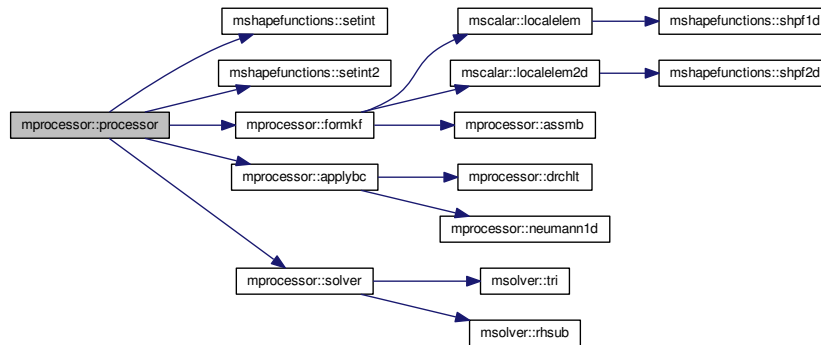 mshapefunctions::setint
mscalar::localelem
mshapefunctions::shpf1d
mshapefunctions::setint2
mscalar::localelem2d
mshapefunctions::shpf2d
mprocessor::processor
mprocessor::formkf
mprocessor::assmb
mprocessor::applybc
mprocessor::drchlt
mprocessor::neumann1d
mprocessor::solver
msolver::tri
msolver::rhsub